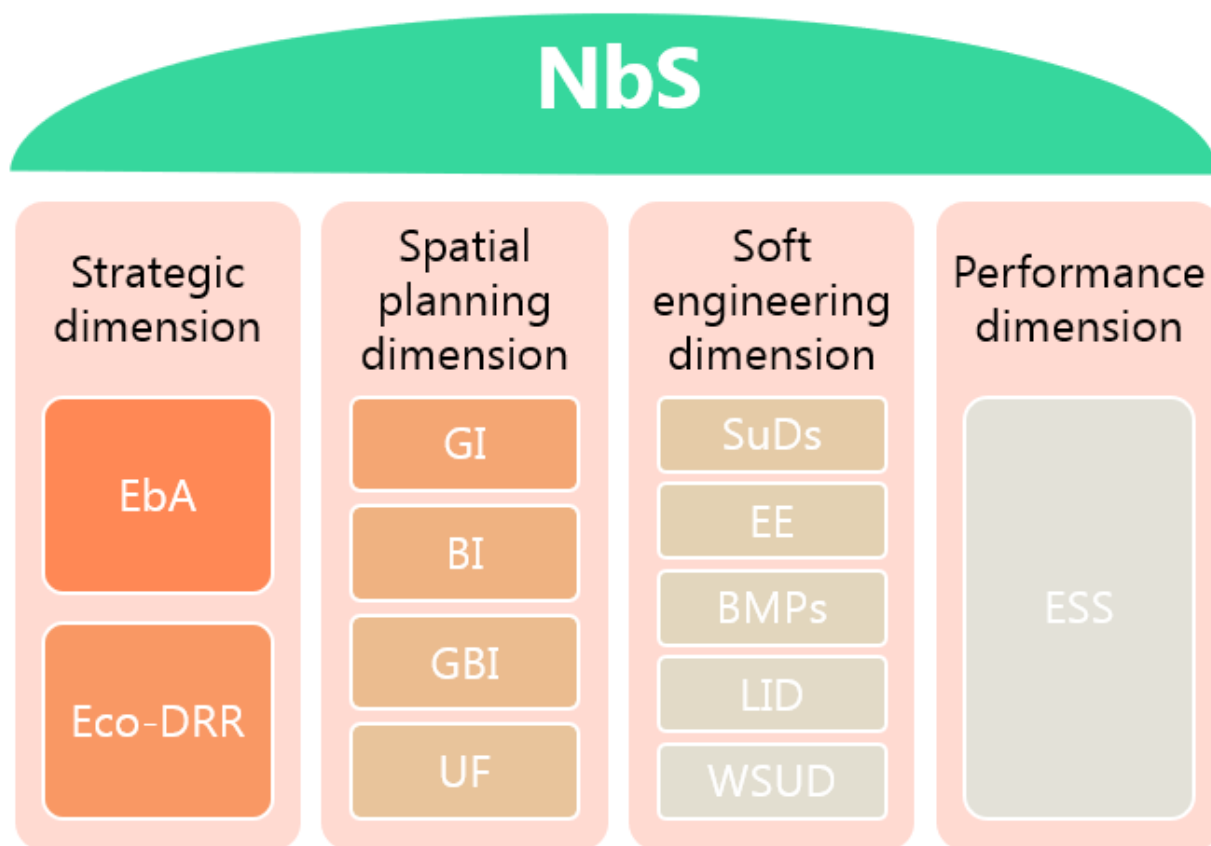 NbS
Strategic
dimension
EbA
Eco-DRR
Spatial
planning
dimension
GI
BI
GBI
UF
Soft
engineering
dimension
SuDs
EE
BMPs
LID
WSUD
Performance
dimension
ESS